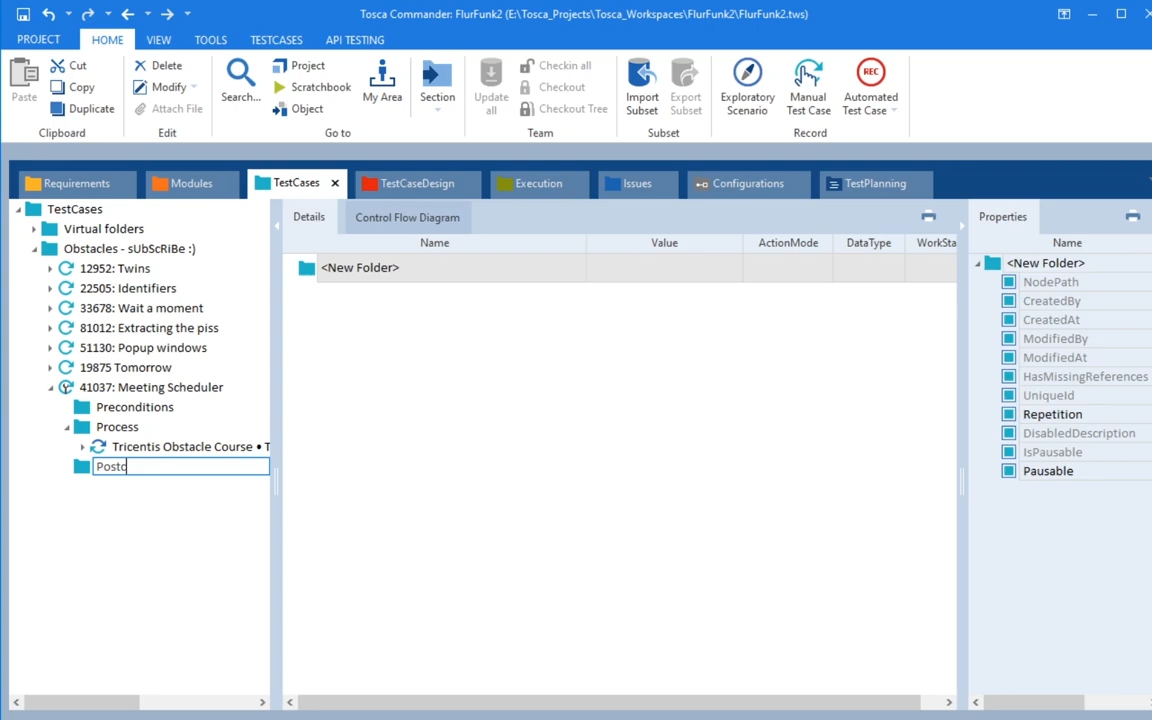 Tosca Commander: FlurFunk2 (E:\Tosca_Projects\Tosca_Workspaces\FlurFunk2\FlurFunk2.tws)
PROJECT HOME VIEW TOOLS TESTCASES API TESTING
Paste
Cut
Copy
Duplicate
Clipboard
Delete
Modify
Attach File
Edit
Search...
Project
Scratchbook
Object
My Area
Section
Go to
Update all
Checkin all
Checkout
Checkout Tree
Team
Import Subset
Export Subset
Subset
Exploratory Scenario
Manual Test Case
REC
Automated Test Case
Record
Requirements Modules TestCases TestCaseDesign Execution Issues Configurations TestPlanning
TestCases
Virtual folders
Obstacles - sUbScRiBe :)
12952: Twins
22505: Identifiers
33678: Wait a moment
81012: Extracting the piss
51130: Popup windows
19875 Tomorrow
41037: Meeting Scheduler
Preconditions
Process
Tricentis Obstacle Course • T
Postc
Details Control Flow Diagram
Name Value ActionMode DataType WorkSta
<New Folder>
Properties
Name
<New Folder>
NodePath
CreatedBy
CreatedAt
ModifiedBy
ModifiedAt
HasMissingReferences
UniqueId
Repetition
DisabledDescription
IsPausable
Pausable